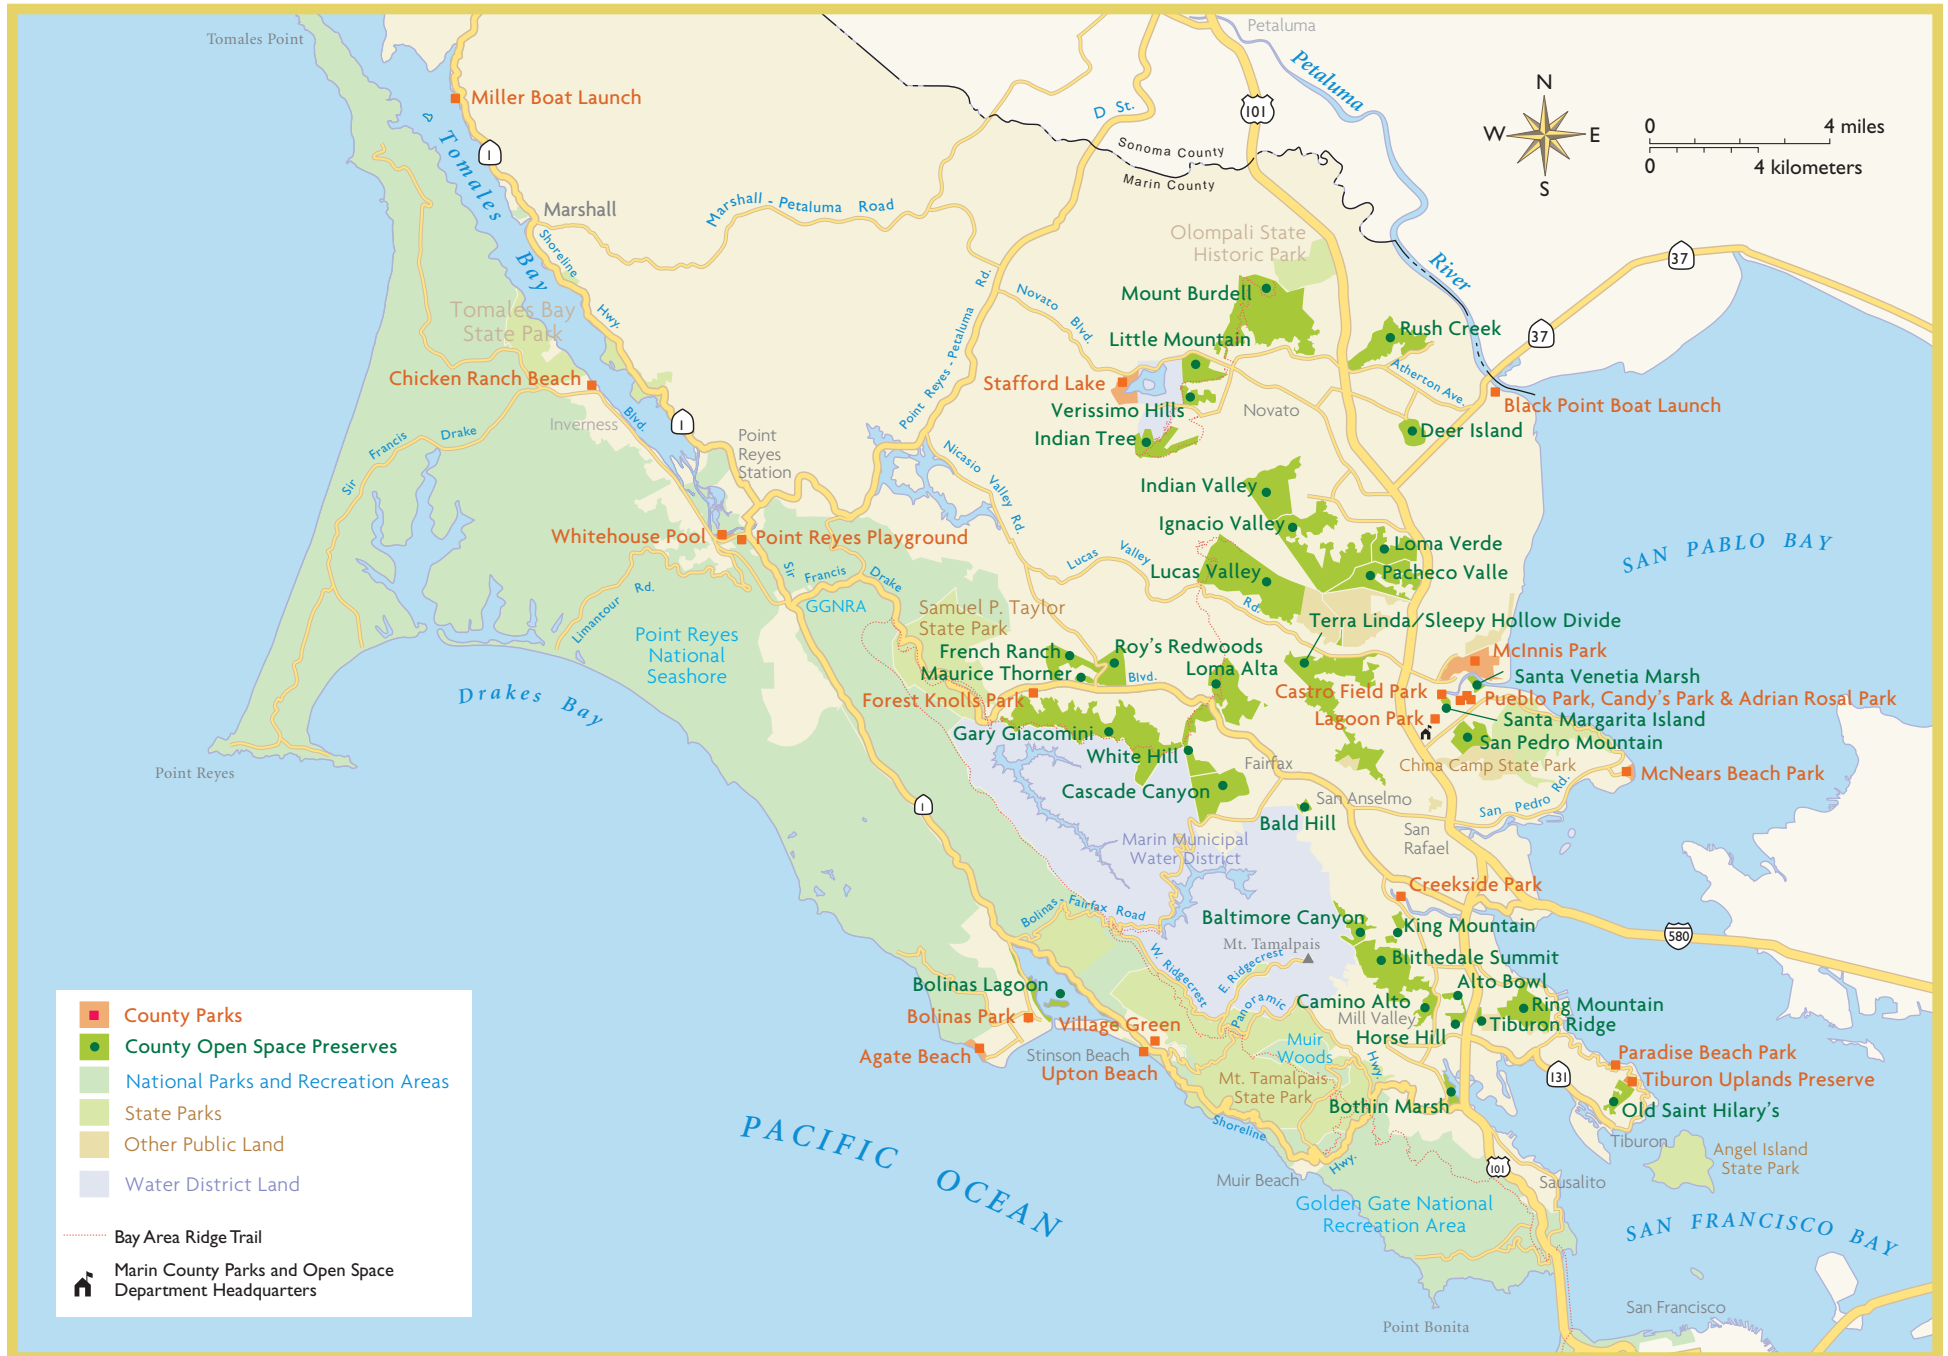 Tomales Point
Petaluma
Petaluma
Miller Boat Launch
D St.
101
N
W
E
S
0
4 miles
0
4 kilometers
1
Tomales
Bay
Sonoma County
Marin County
Marshall
Marshall - Petaluma Road
Shoreline
Hwy.
Olompali State
Historic Park
River
37
37
Mount Burdell
Novato
Blvd.
Point Reyes - Petaluma
Rd.
Rush Creek
Little Mountain
Tomales Bay
State Park
Chicken Ranch Beach
Stafford Lake
Atherton Ave.
Black Point Boat Launch
Verissimo Hills
Novato
Inverness
Blvd.
1
Indian Tree
Deer Island
Sir
Francis
Drake
Point
Reyes
Station
Nicasio
Valley
Rd.
Indian Valley
Ignacio Valley
Whitehouse Pool
Point Reyes Playground
Loma Verde
SAN PABLO BAY
Lucas
Valley
Rd.
Lucas Valley
Pacheco Valle
Sir
Francis
Drake
Limantour
Rd.
GGNRA
Samuel P. Taylor
State Park
Terra Linda/Sleepy Hollow Divide
Point Reyes
National
Seashore
French Ranch
Roy's Redwoods
Loma Alta
McInnis Park
Maurice Thorner
Blvd.
Santa Venetia Marsh
Castro Field Park
Pueblo Park, Candy's Park & Adrian Rosal Park
Forest Knolls Park
Lagoon Park
Santa Margarita Island
Drakes Bay
Gary Giacomini
San Pedro Mountain
White Hill
Fairfax
China Camp State Park
Point Reyes
McNears Beach Park
Cascade Canyon
San Anselmo
San Pedro Rd.
1
Bald Hill
San
Rafael
Marin Municipal
Water District
Creekside Park
Bolinas - Fairfax Road
Baltimore Canyon
King Mountain
580
Mt. Tamalpais
W. Ridgecrest
E. Ridgecrest
Blithedale Summit
Bolinas Lagoon
Alto Bowl
Camino Alto
Ring Mountain
Panoramic
Hwy.
Bolinas Park
Mill Valley
Tiburon Ridge
Village Green
Horse Hill
Muir
Woods
Agate Beach
Stinson Beach
Upton Beach
Paradise Beach Park
131
Tiburon Uplands Preserve
Mt. Tamalpais
State Park
Bothin Marsh
Old Saint Hilary's
Shoreline
Hwy.
Tiburon
Angel Island
State Park
PACIFIC OCEAN
101
Muir Beach
Sausalito
Golden Gate National
Recreation Area
SAN FRANCISCO BAY
San Francisco
Point Bonita
County Parks
County Open Space Preserves
National Parks and Recreation Areas
State Parks
Other Public Land
Water District Land
Bay Area Ridge Trail
Marin County Parks and Open Space
Department Headquarters